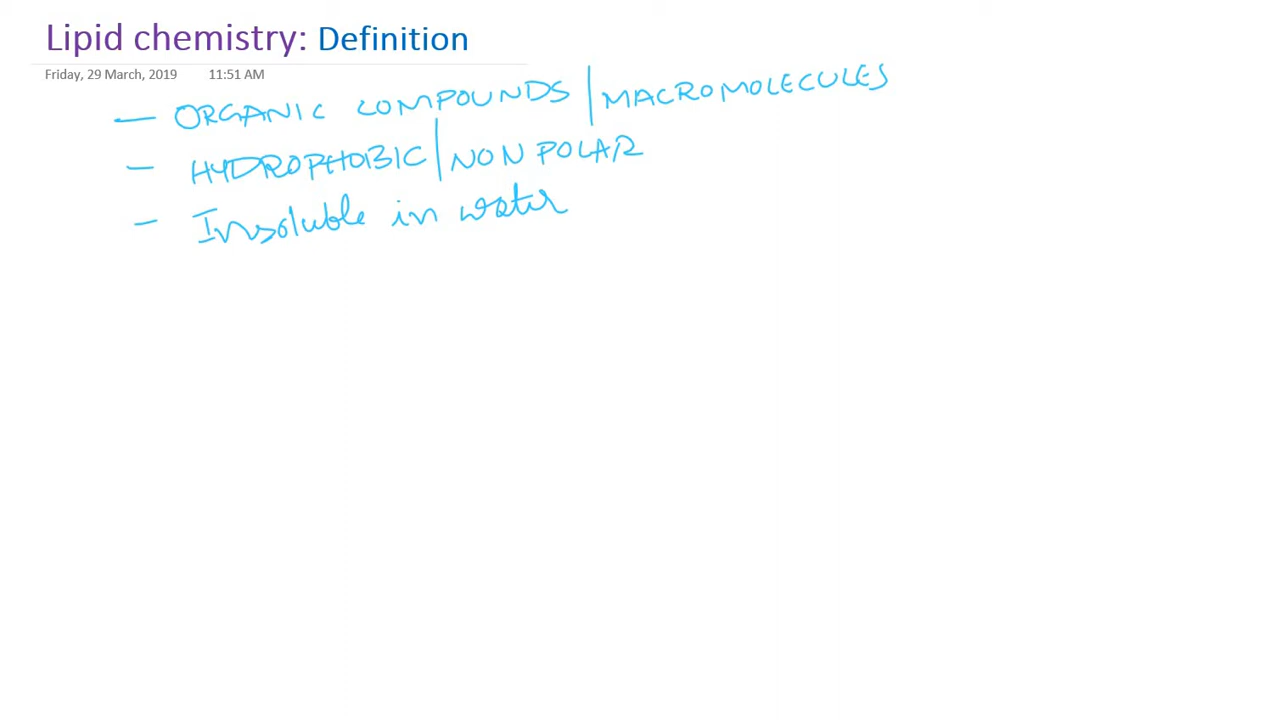 Lipid chemistry: Definition
Friday, 29 March, 2019 11:51 AM
— ORGANIC COMPOUNDS | MACROMOLECULES
– HYDROPHOBIC | NON POLAR
– Insoluble in water